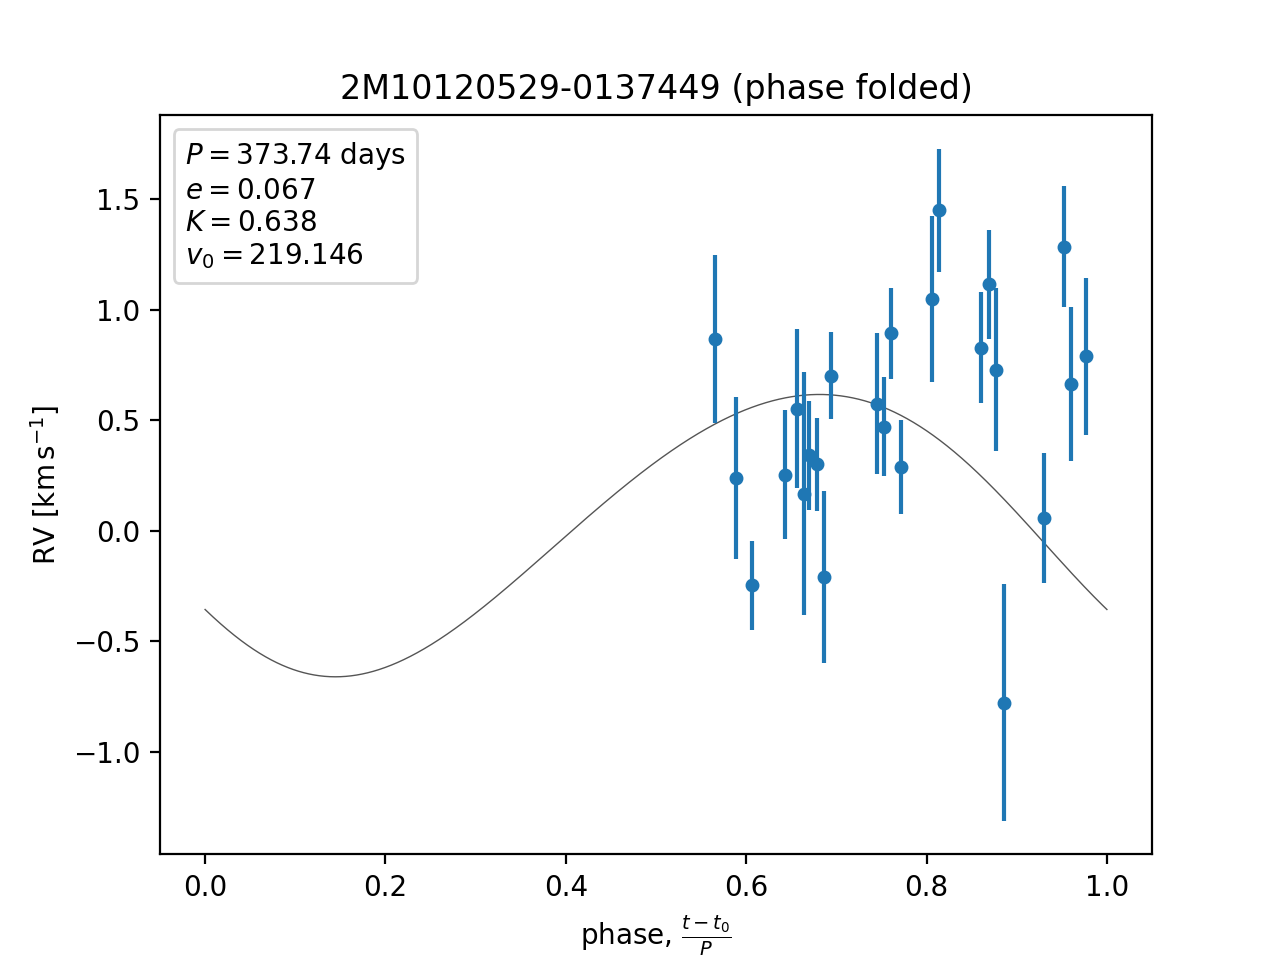 2M10120529-0137449 (phase folded)
P = 373.74 days
e = 0.067
K = 0.638
v₀ = 219.146
1.5
1.0
0.5
0.0
−0.5
−1.0
RV [km s⁻¹]
0.0 0.2 0.4 0.6 0.8 1.0
phase, (t − t₀)/P